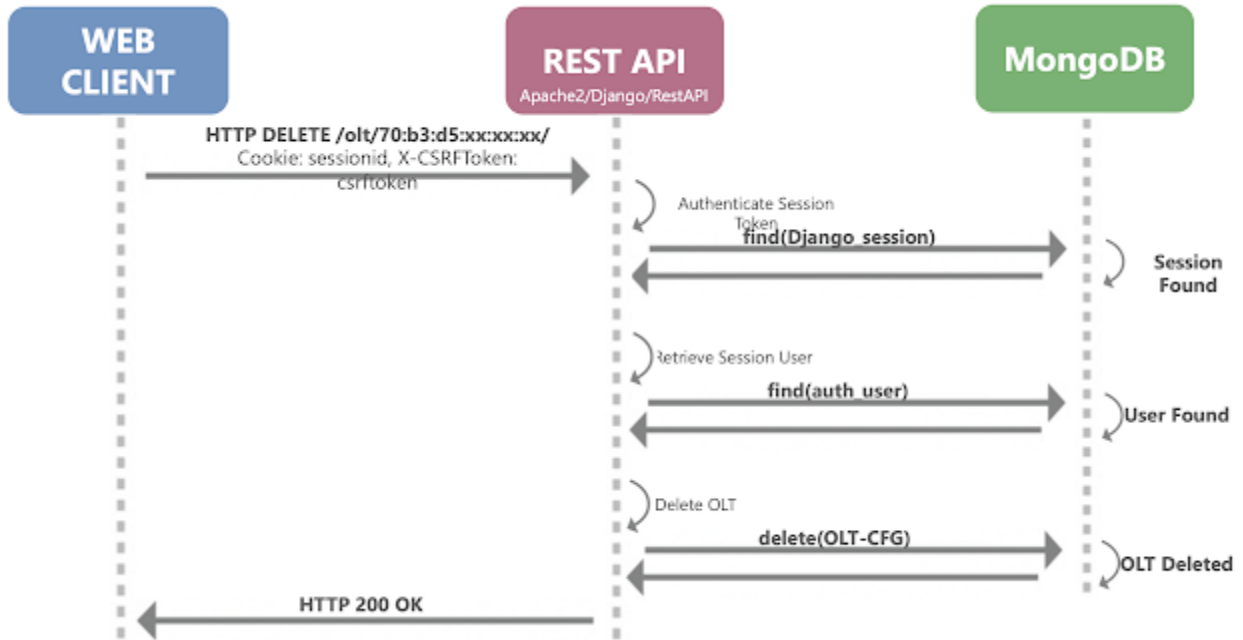 WEB
CLIENT
REST API
Apache2/Django/RestAPI
MongoDB
HTTP DELETE /olt/70:b3:d5:xx:xx:xx/
Cookie: sessionid, X-CSRFToken:
csrftoken
Authenticate Session
Token
find(Django_session)
Session
Found
Retrieve Session User
find(auth_user)
User Found
Delete OLT
delete(OLT-CFG)
OLT Deleted
HTTP 200 OK